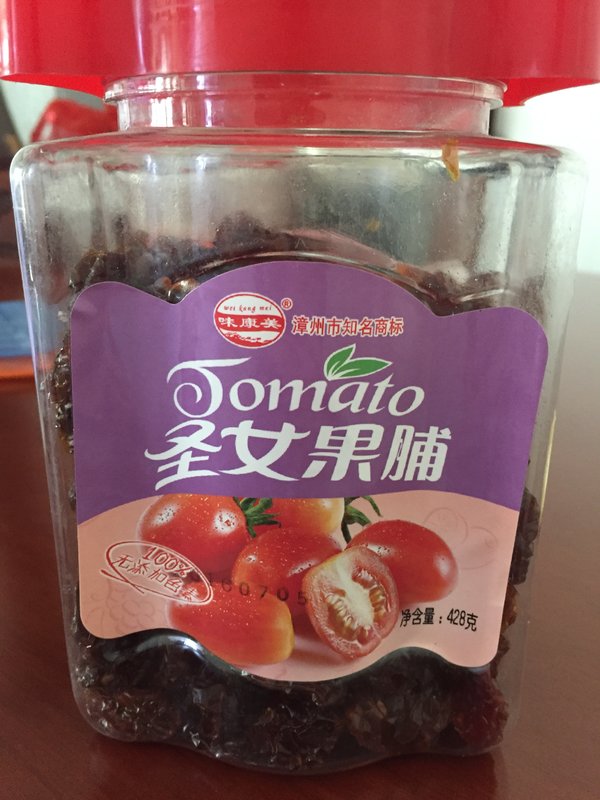 wei kang mei
味康美®
漳州市知名商标
Tomato
圣女果脯
100%
无添加色素
160705
净含量：428克